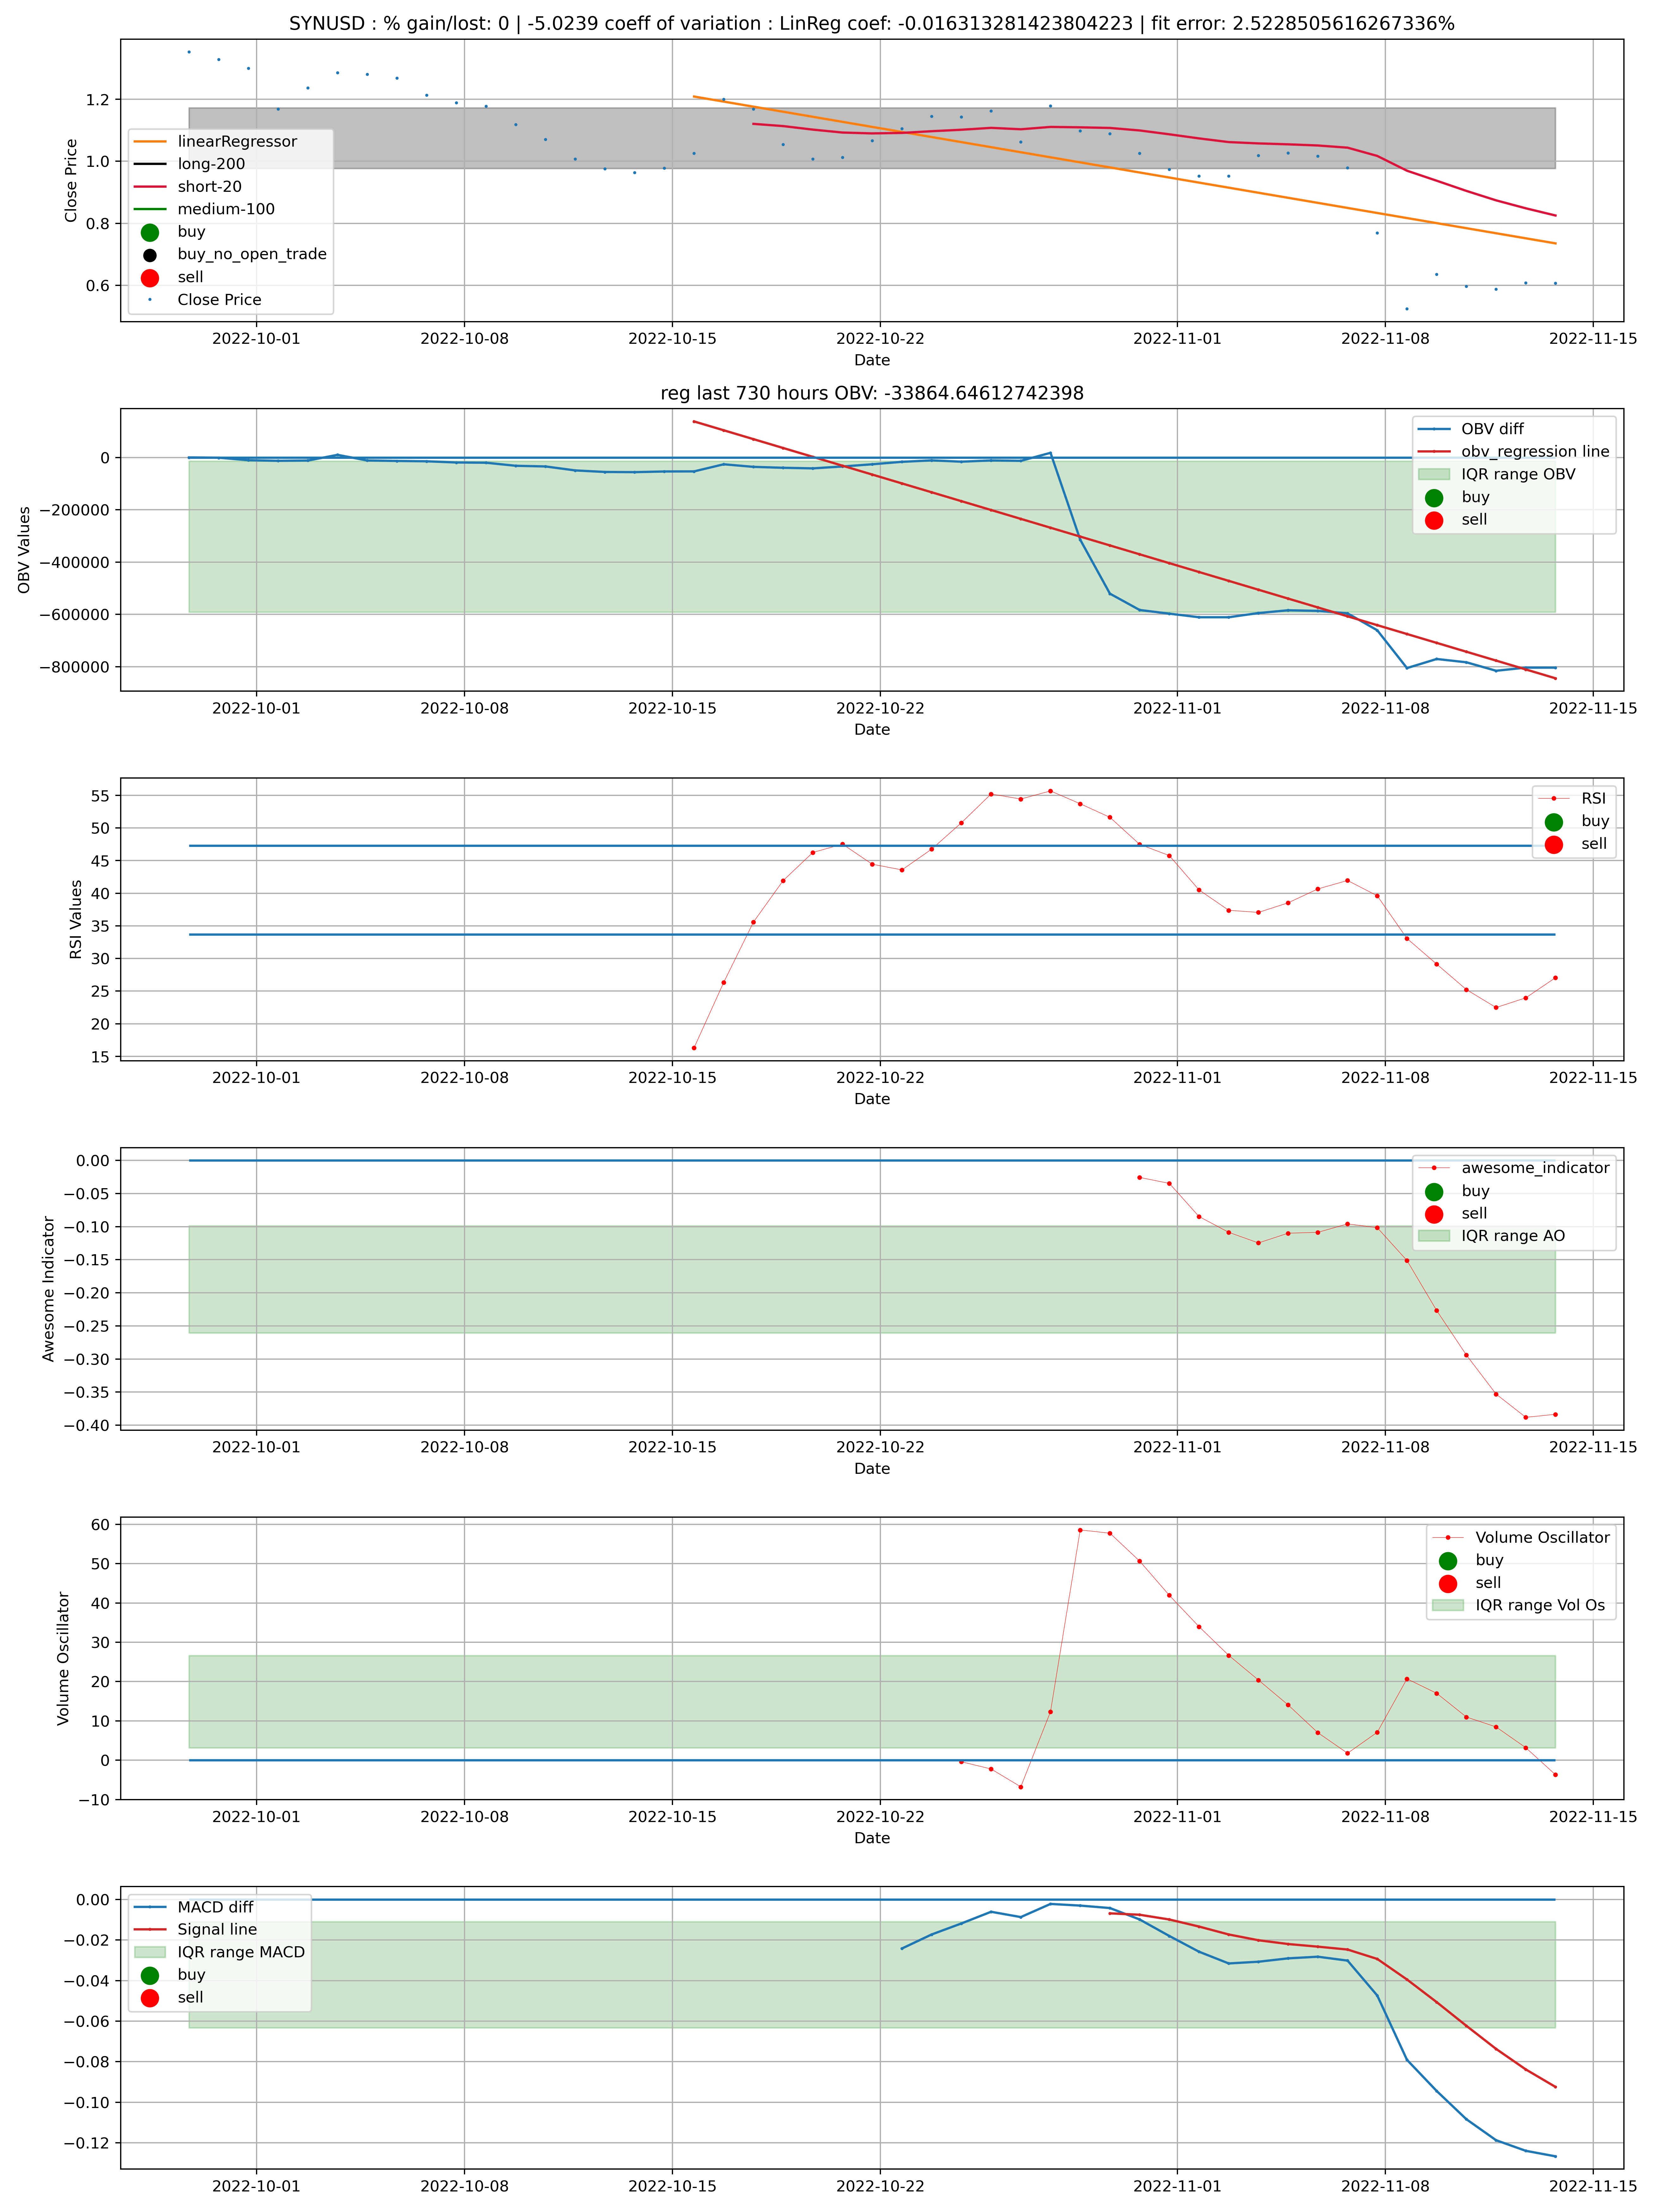 SYNUSD : % gain/lost: 0 | -5.0239 coeff of variation : LinReg coef: -0.016313281423804223 | fit error: 2.5228505616267336%
Close Price
1.2
1.0
0.8
0.6
linearRegressor
long-200
short-20
medium-100
buy
buy_no_open_trade
sell
Close Price
2022-10-01 2022-10-08 2022-10-15 2022-10-22 2022-11-01 2022-11-08 2022-11-15
Date
reg last 730 hours OBV: -33864.64612742398
OBV Values
0
−200000
−400000
−600000
−800000
OBV diff
obv_regression line
IQR range OBV
buy
sell
2022-10-01 2022-10-08 2022-10-15 2022-10-22 2022-11-01 2022-11-08 2022-11-15
Date
RSI Values
55
50
45
40
35
30
25
20
15
RSI
buy
sell
2022-10-01 2022-10-08 2022-10-15 2022-10-22 2022-11-01 2022-11-08 2022-11-15
Date
Awesome Indicator
0.00
−0.05
−0.10
−0.15
−0.20
−0.25
−0.30
−0.35
−0.40
awesome_indicator
buy
sell
IQR range AO
2022-10-01 2022-10-08 2022-10-15 2022-10-22 2022-11-01 2022-11-08 2022-11-15
Date
Volume Oscillator
60
50
40
30
20
10
0
−10
Volume Oscillator
buy
sell
IQR range Vol Os
2022-10-01 2022-10-08 2022-10-15 2022-10-22 2022-11-01 2022-11-08 2022-11-15
Date
0.00
−0.02
−0.04
−0.06
−0.08
−0.10
−0.12
MACD diff
Signal line
IQR range MACD
buy
sell
2022-10-01 2022-10-08 2022-10-15 2022-10-22 2022-11-01 2022-11-08 2022-11-15